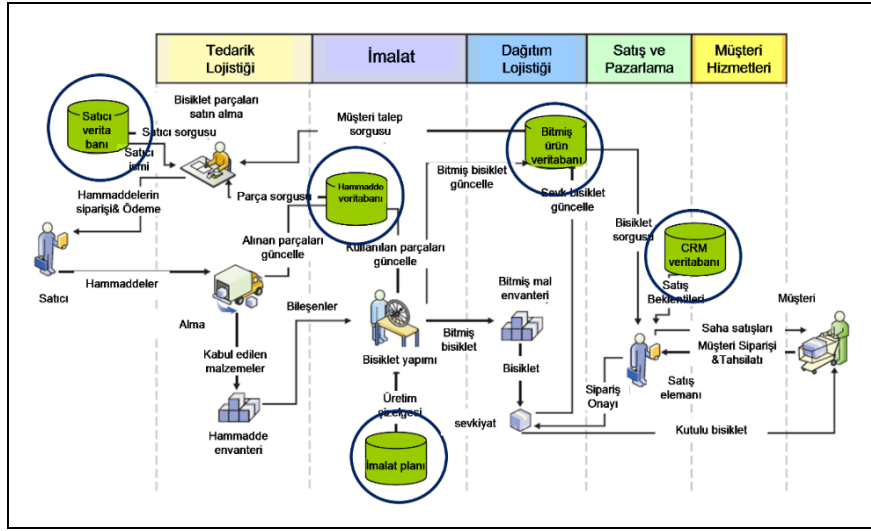 Tedarik
Lojistiği
İmalat
Dağıtım
Lojistiği
Satış ve
Pazarlama
Müşteri
Hizmetleri
Bisiklet parçaları
satın alma
Satıcı
verita
banı
Satıcı sorgusu
Satıcı
ismi
Müşteri talep
sorgusu
Bitmiş
ürün
veritabanı
Hammaddelerin
siparişi& Ödeme
Parça sorgusu
Hammadde
veritabanı
Bitmiş bisiklet
güncelle
Sevk bisiklet
güncelle
Alınan parçaları
güncelle
Kullanılan parçaları
güncelle
Bisiklet
sorgusu
CRM
veritabanı
Satıcı
Hammaddeler
Alma
Bileşenler
Bitmiş mal
envanteri
Satış
Beklentileri
Müşteri
Kabul edilen
malzemeler
Bisiklet yapımı
Bitmiş
bisiklet
Bisiklet
Saha satışları
Müşteri Siparişi
&Tahsilatı
Hammadde
envanteri
Üretim
çizelgesi
sevkiyat
Sipariş
Onayı
Satış
elemanı
Kutulu bisiklet
İmalat planı